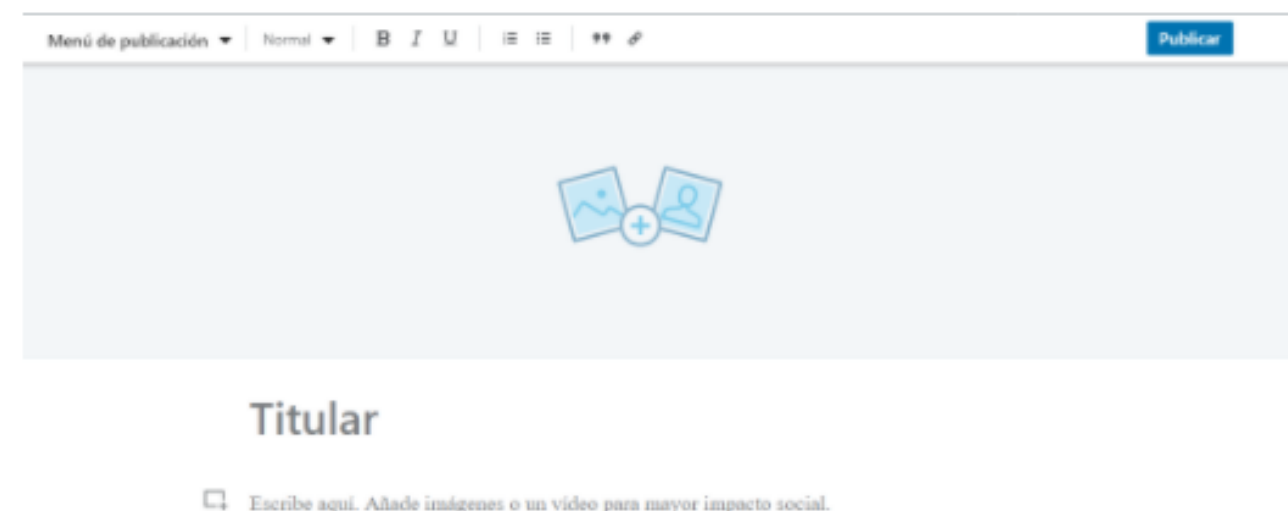 Menú de publicación Normal B I U Publicar
Titular
Escribe aquí. Añade imágenes o un vídeo para mayor impacto social.